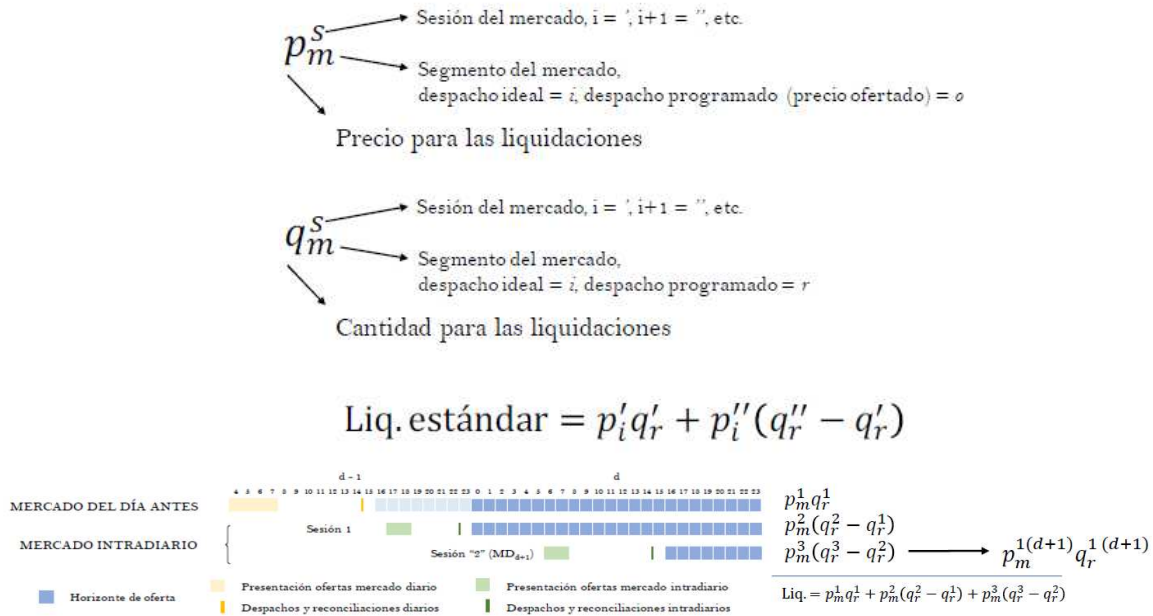 p_m^s
Sesión del mercado, i = ′, i+1 = ″, etc.
Segmento del mercado,
despacho ideal = i, despacho programado (precio ofertado) = o
Precio para las liquidaciones
q_m^s
Sesión del mercado, i = ′, i+1 = ″, etc.
Segmento del mercado,
despacho ideal = i, despacho programado = r
Cantidad para las liquidaciones
Liq. estándar = p_i′q_r′ + p_i″(q_r″ − q_r′)
d – 1 d
4 5 6 7 8 9 10 11 12 13 14 15 16 17 18 19 20 21 22 23 0 1 2 3 4 5 6 7 8 9 10 11 12 13 14 15 16 17 18 19 20 21 22 23
MERCADO DEL DÍA ANTES
p_m^1 q_r^1
Sesión 1
p_m^2(q_r^2 − q_r^1)
MERCADO INTRADIARIO
Sesión “2” (MD_{d+1})
p_m^3(q_r^3 − q_r^2)
p_m^{1(d+1)} q_r^{1 (d+1)}
Horizonte de oferta
Presentación ofertas mercado diario
Presentación ofertas mercado intradiario
Despachos y reconciliaciones diarios
Despachos y reconciliaciones intradiarios
Liq. = p_m^1 q_r^1 + p_m^2(q_r^2 − q_r^1) + p_m^3(q_r^3 − q_r^2)